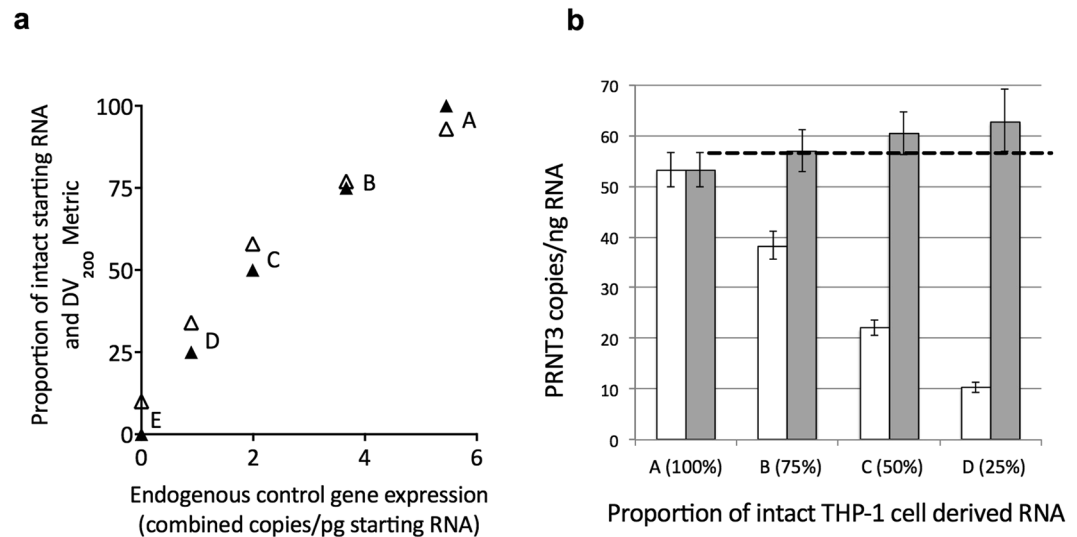 a
Proportion of intact starting RNA
and DV200 Metric
100
75
50
25
0
A
B
C
D
E
0 2 4 6
Endogenous control gene expression
(combined copies/pg starting RNA)
b
PRNT3 copies/ng RNA
70
60
50
40
30
20
10
0
A (100%) B (75%) C (50%) D (25%)
Proportion of intact THP-1 cell derived RNA